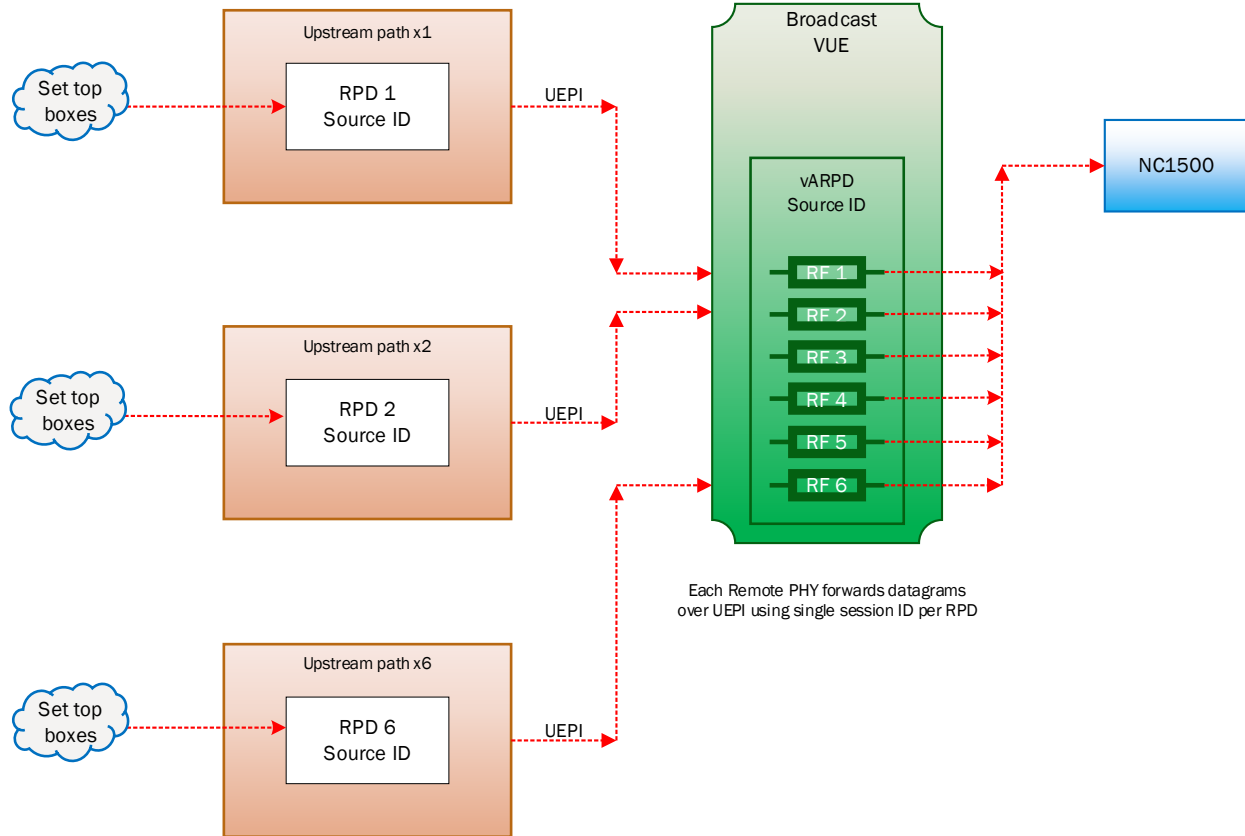 Upstream path x1
Set top
boxes
RPD 1
Source ID
UEPI
Upstream path x2
Set top
boxes
RPD 2
Source ID
UEPI
Upstream path x6
Set top
boxes
RPD 6
Source ID
UEPI
Broadcast
VUE
vARPD
Source ID
RF 1
RF 2
RF 3
RF 4
RF 5
RF 6
NC1500
Each Remote PHY forwards datagrams
over UEPI using single session ID per RPD